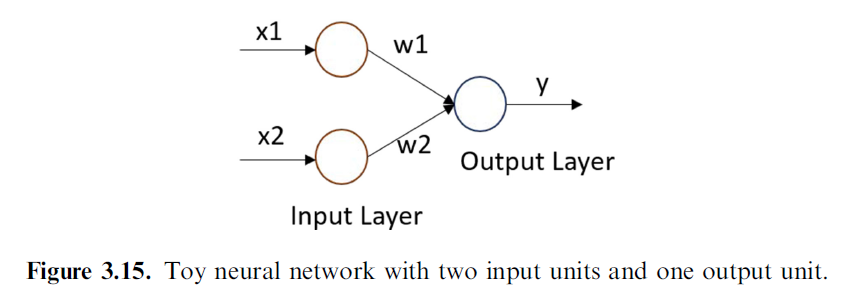 x1
w1
y
x2
w2
Output Layer
Input Layer
Figure 3.15. Toy neural network with two input units and one output unit.